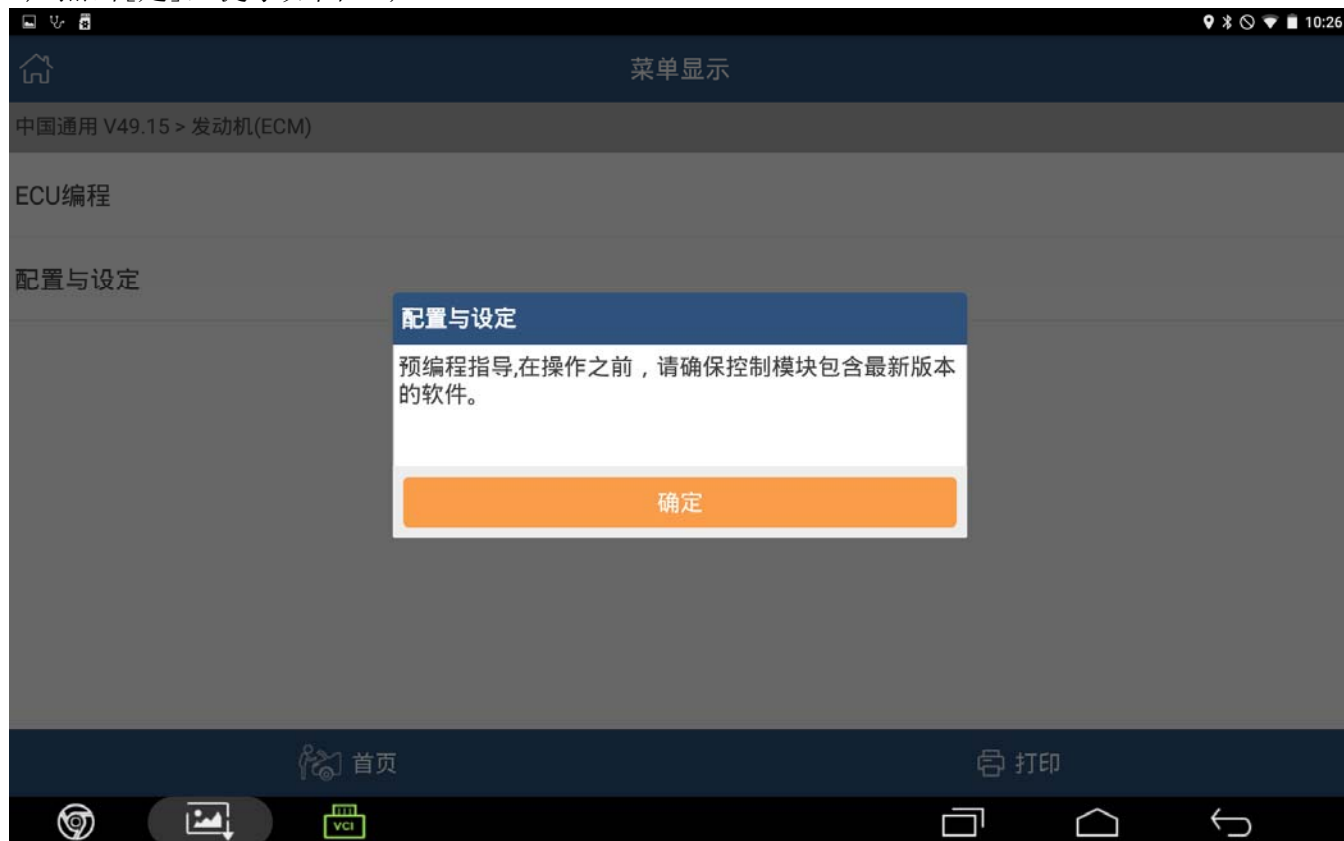 10:26
菜单显示
中国通用 V49.15 > 发动机(ECM)
ECU编程
配置与设定
配置与设定
预编程指导,在操作之前，请确保控制模块包含最新版本
的软件。
确定
首页
打印
VCI